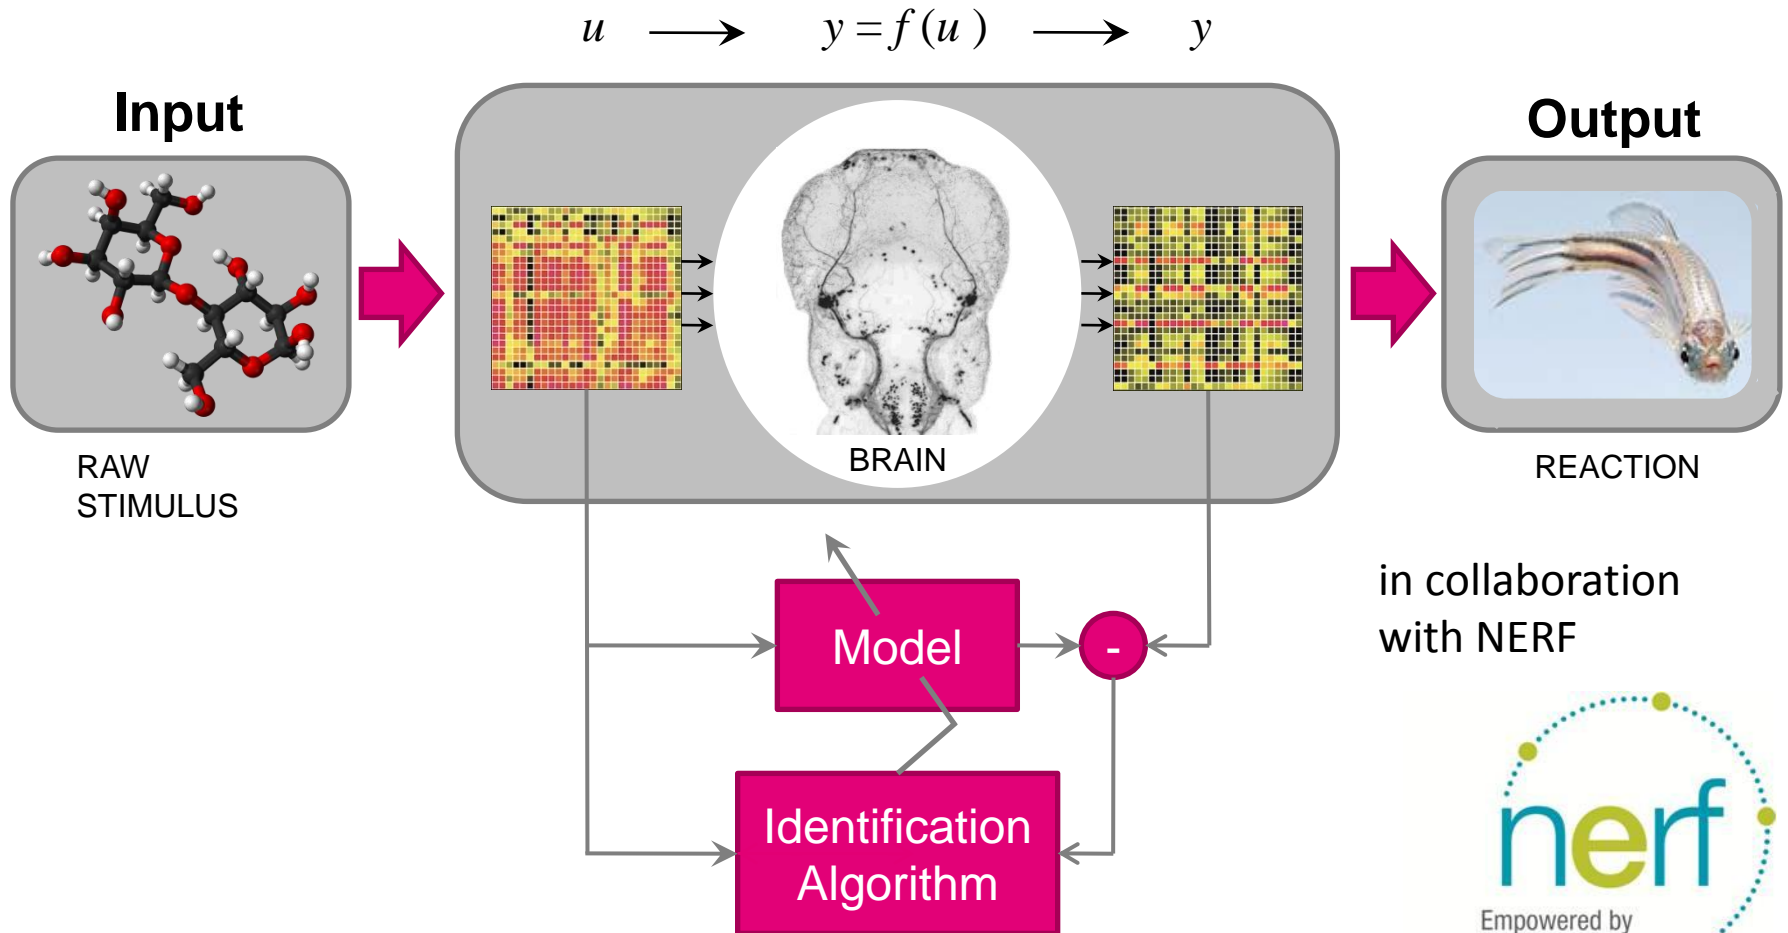 u → y = f (u) → y
Input
Output
BRAIN
RAW
STIMULUS
REACTION
in collaboration
with NERF
Model
-
Identification
Algorithm
nerf
Empowered by